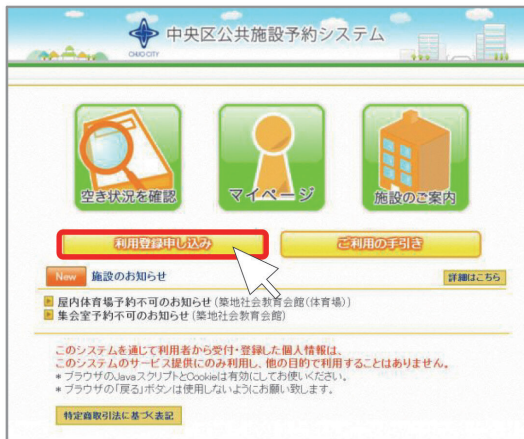 中央区公共施設予約システム
CHUO CITY
空き状況を確認
マイページ
施設のご案内
利用登録申し込み
ご利用の手引き
New 施設のお知らせ
詳細はこちら
屋内体育場予約不可のお知らせ(築地社会教育会館(体育場))
集会室予約不可のお知らせ(築地社会教育会館)
このシステムを通じて利用者から受付・登録した個人情報は、
このシステムのサービス提供にのみ利用し、他の目的で利用することはありません。
* ブラウザのJavaスクリプトとCookieは有効にしてお使いください。
* ブラウザの「戻る」ボタンは使用しないようにお願い致します。
特定商取引法に基づく表記